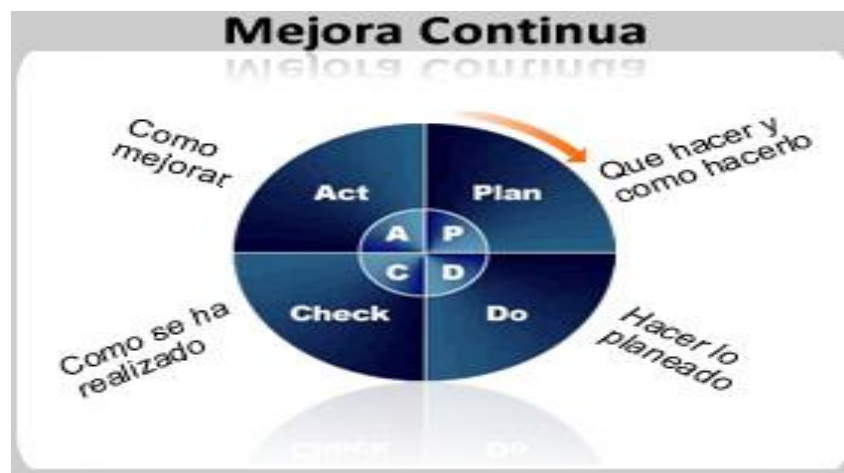 Mejora Continua
Como
mejorar
Que hacer y
como hacerlo
Act
Plan
A
P
C
D
Check
Do
Como se ha
realizado
Hacer lo
planeado